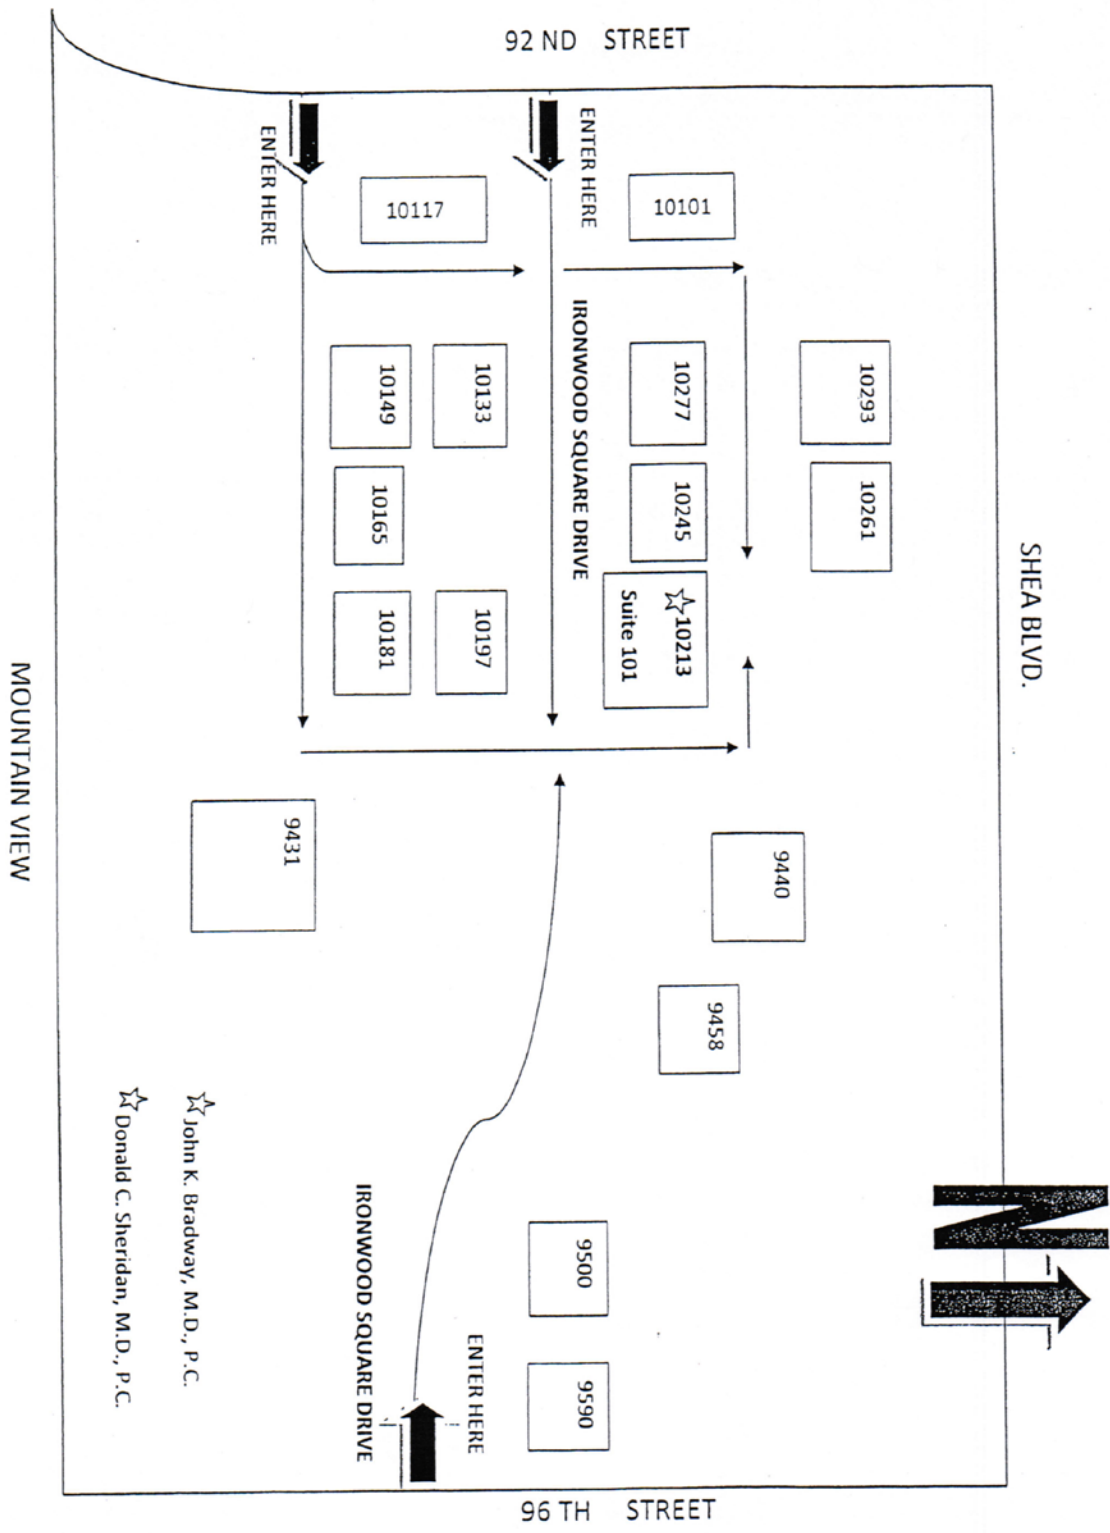 92 ND STREET
ENTER HERE
ENTER HERE
10117
10101
IRONWOOD SQUARE DRIVE
10149
10133
10277
10293
10165
10245
10261
10181
10197
☆10213
Suite 101
SHEA BLVD.
MOUNTAIN VIEW
9431
9440
9458
N
☆John K. Bradway, M.D., P.C.
☆Donald C. Sheridan, M.D., P.C.
IRONWOOD SQUARE DRIVE
ENTER HERE
9500
9590
96 TH STREET